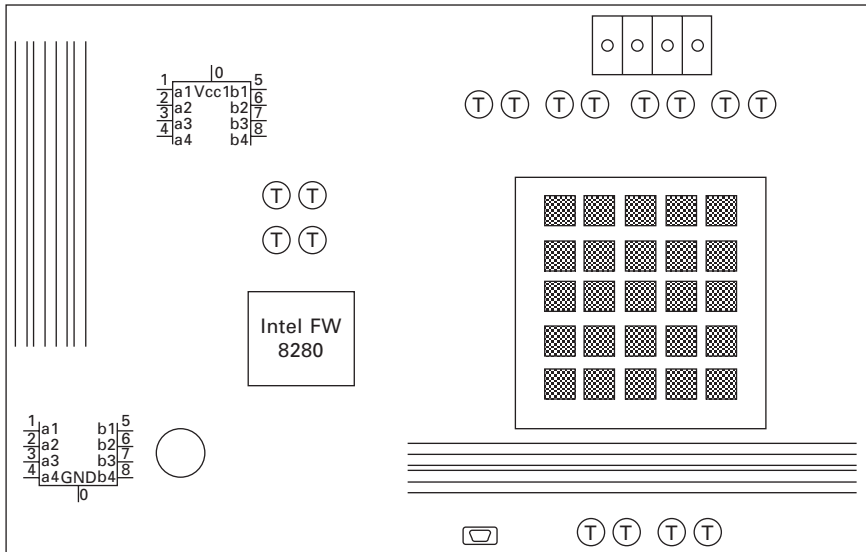 0
1 a1 Vcc1 b1 5
2 a2 b2 6
3 a3 b3 7
4 a4 b4 8
T T T T T T T T
T T
T T
Intel FW
8280
1 a1 b1 5
2 a2 b2 6
3 a3 b3 7
4 a4 GND b4 8
0
T T T T